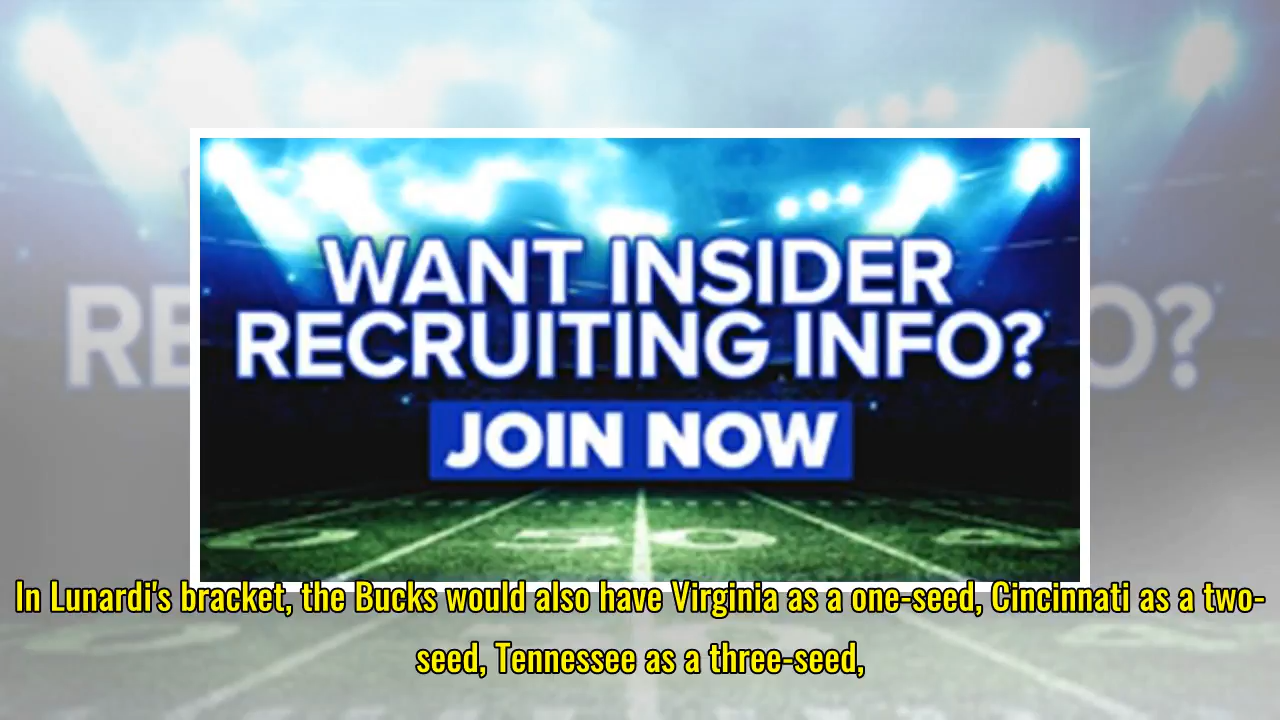 WANT INSIDER
RECRUITING INFO?
JOIN NOW
50
In Lunardi's bracket, the Bucks would also have Virginia as a one-seed, Cincinnati as a two-
seed, Tennessee as a three-seed,